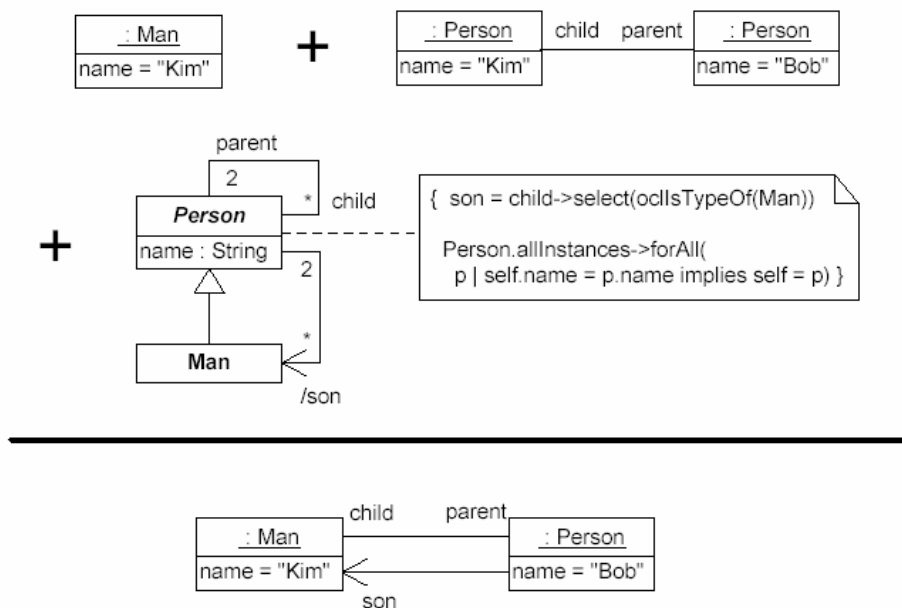 : Man
name = "Kim"
+
: Person
name = "Kim"
child parent
: Person
name = "Bob"
+
parent
2
*
child
Person
name : String
2
*
/son
Man
{ son = child->select(oclIsTypeOf(Man))
Person.allInstances->forAll(
p | self.name = p.name implies self = p) }
: Man
name = "Kim"
child parent
son
: Person
name = "Bob"